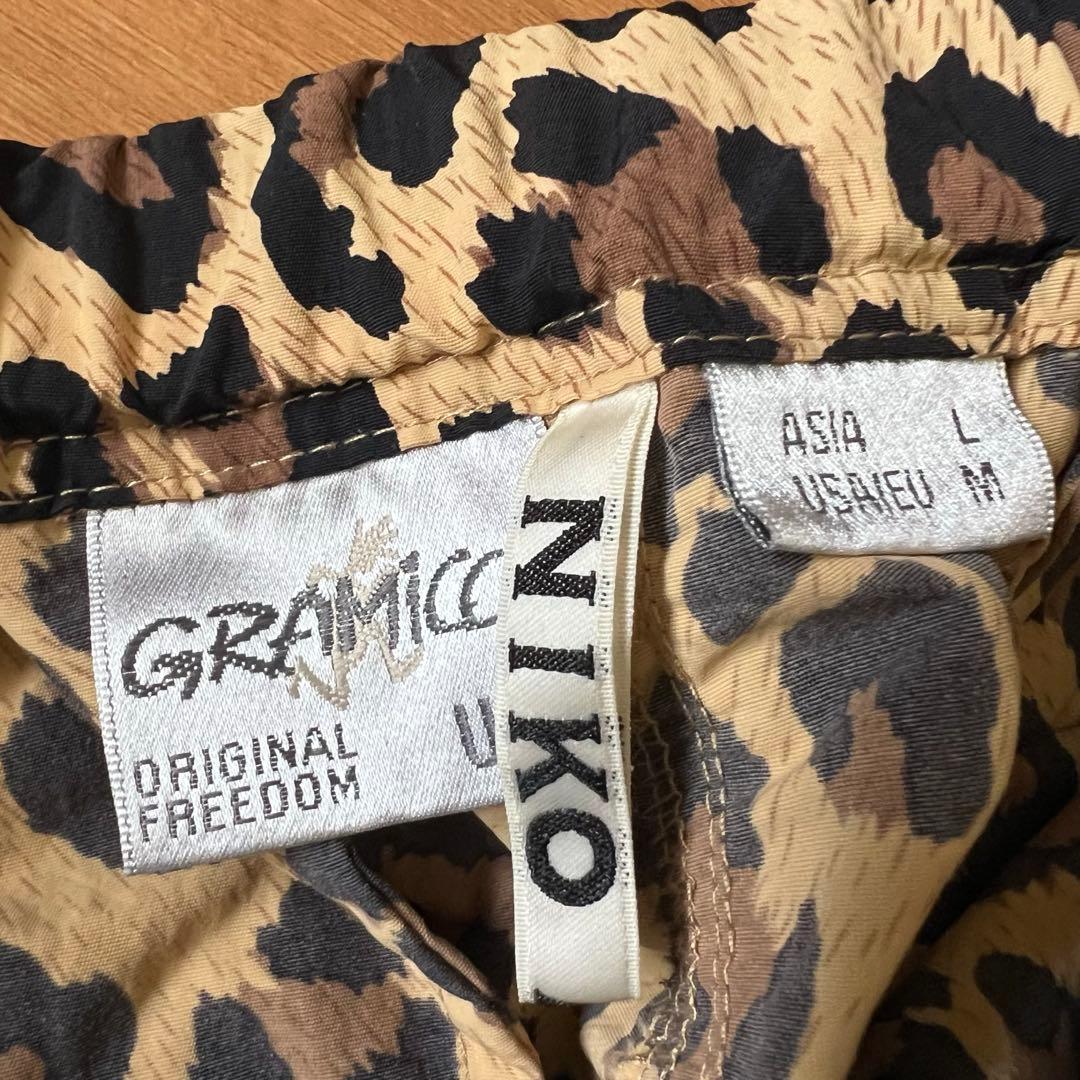 GRAMICC
ORIGINAL
FREEDOM
U
NIKO
ASIA L
USA/EU M